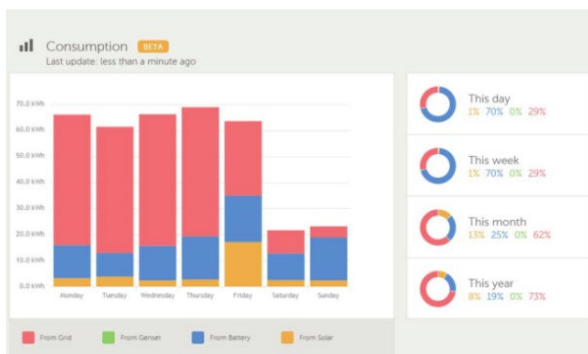 Consumption BETA
Last update: less than a minute ago
70.0 kWh
60.0 kWh
50.0 kWh
40.0 kWh
30.0 kWh
20.0 kWh
10.0 kWh
0.0 kWh
Monday Tuesday Wednesday Thursday Friday Saturday Sunday
From Grid From Genset From Battery From Solar
This day
1% 70% 0% 29%
This week
1% 70% 0% 29%
This month
13% 25% 0% 62%
This year
8% 19% 0% 73%